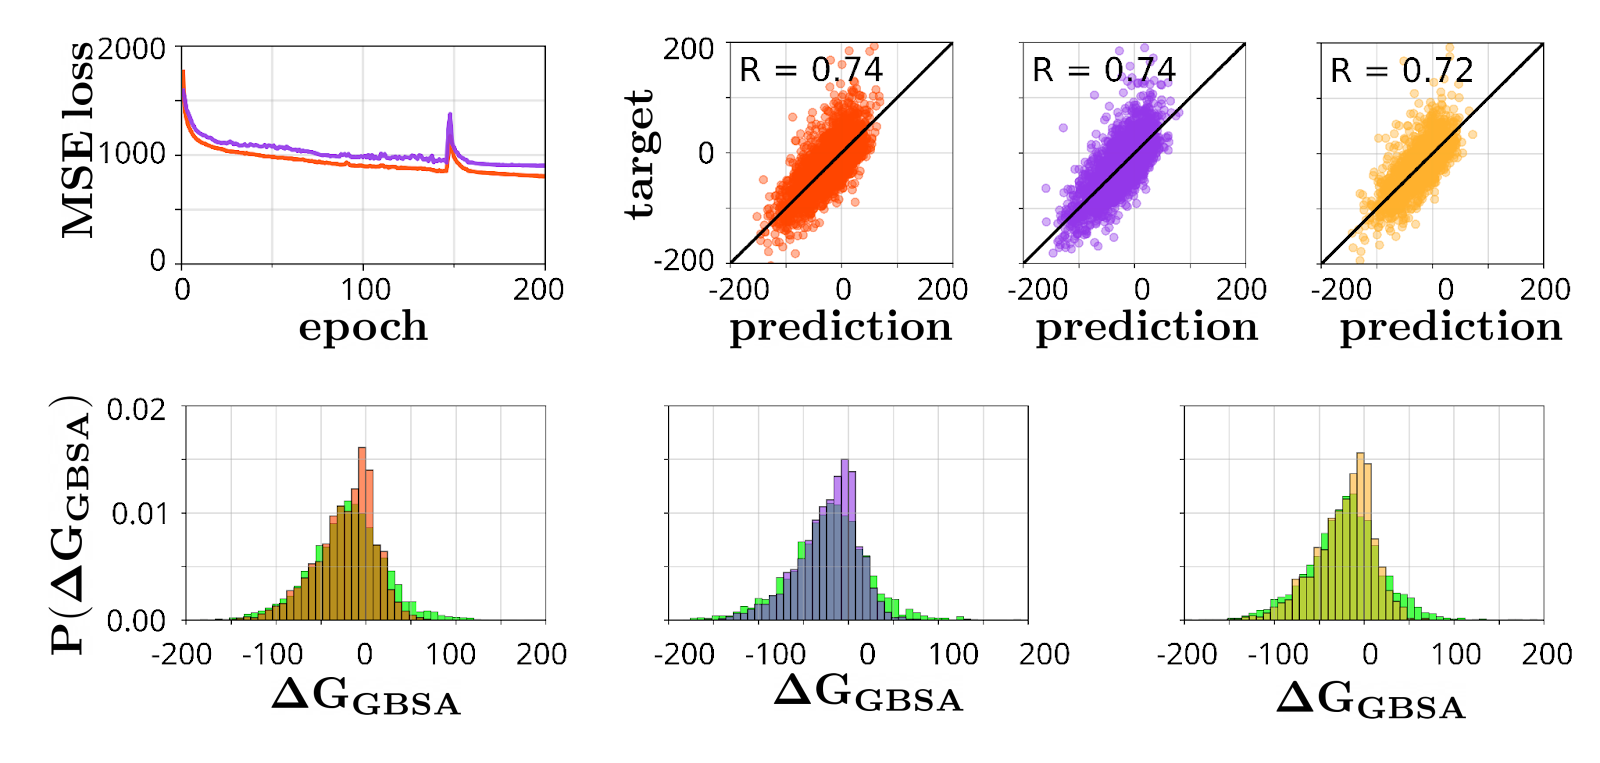 MSE loss
2000
1000
0
0 100 200
epoch
target
200
0
-200
R = 0.74
-200 0 200
prediction
R = 0.74
-200 0 200
prediction
R = 0.72
-200 0 200
prediction
P(ΔG_GBSA)
0.02
0.01
0.00
-200 -100 0 100 200
ΔG_GBSA
-200 -100 0 100 200
ΔG_GBSA
-200 -100 0 100 200
ΔG_GBSA